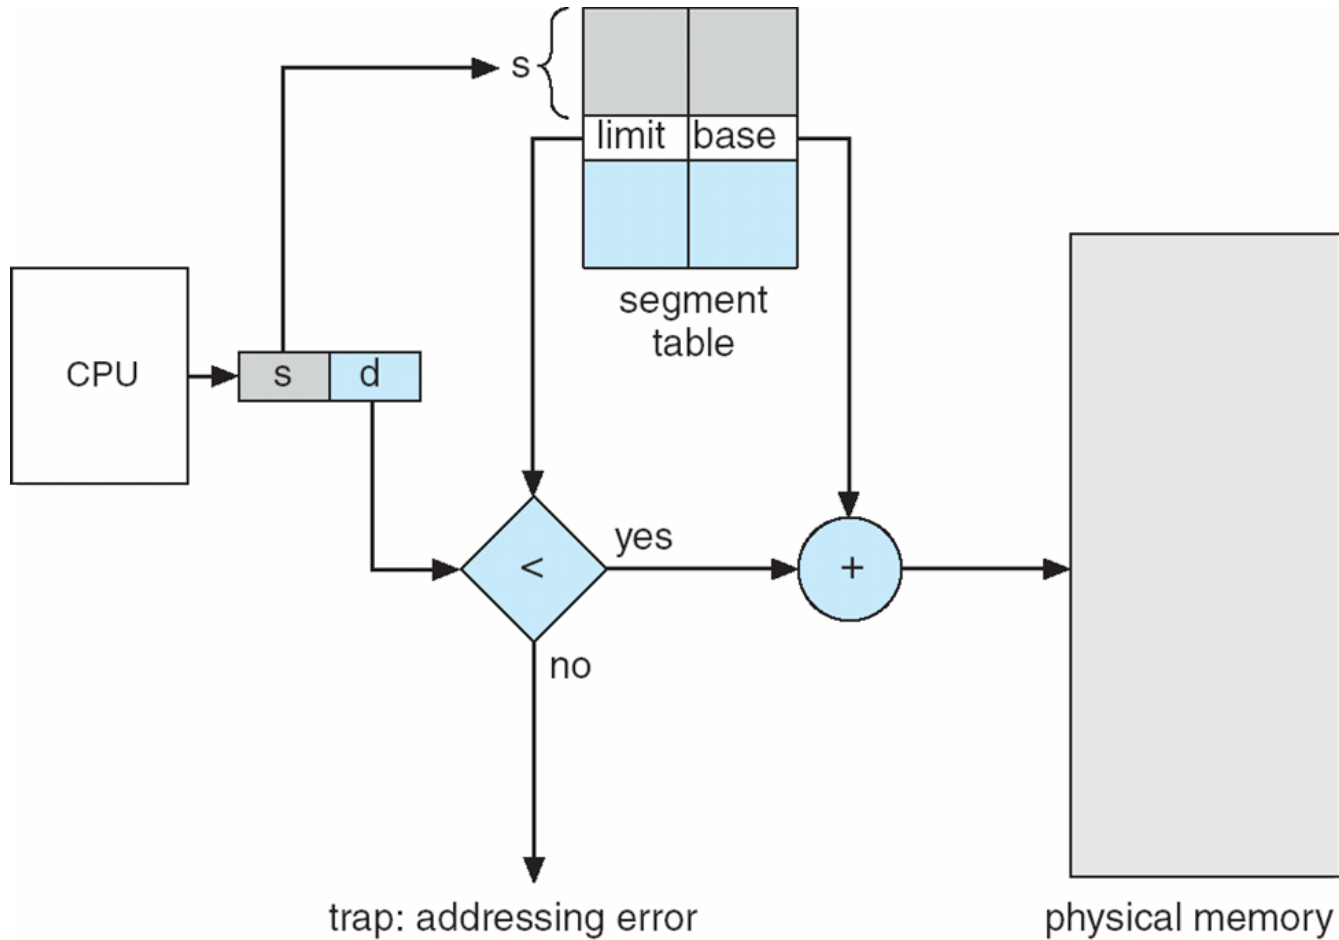 s
limit
base
segment
table
CPU
s
d
<
yes
+
no
trap: addressing error
physical memory